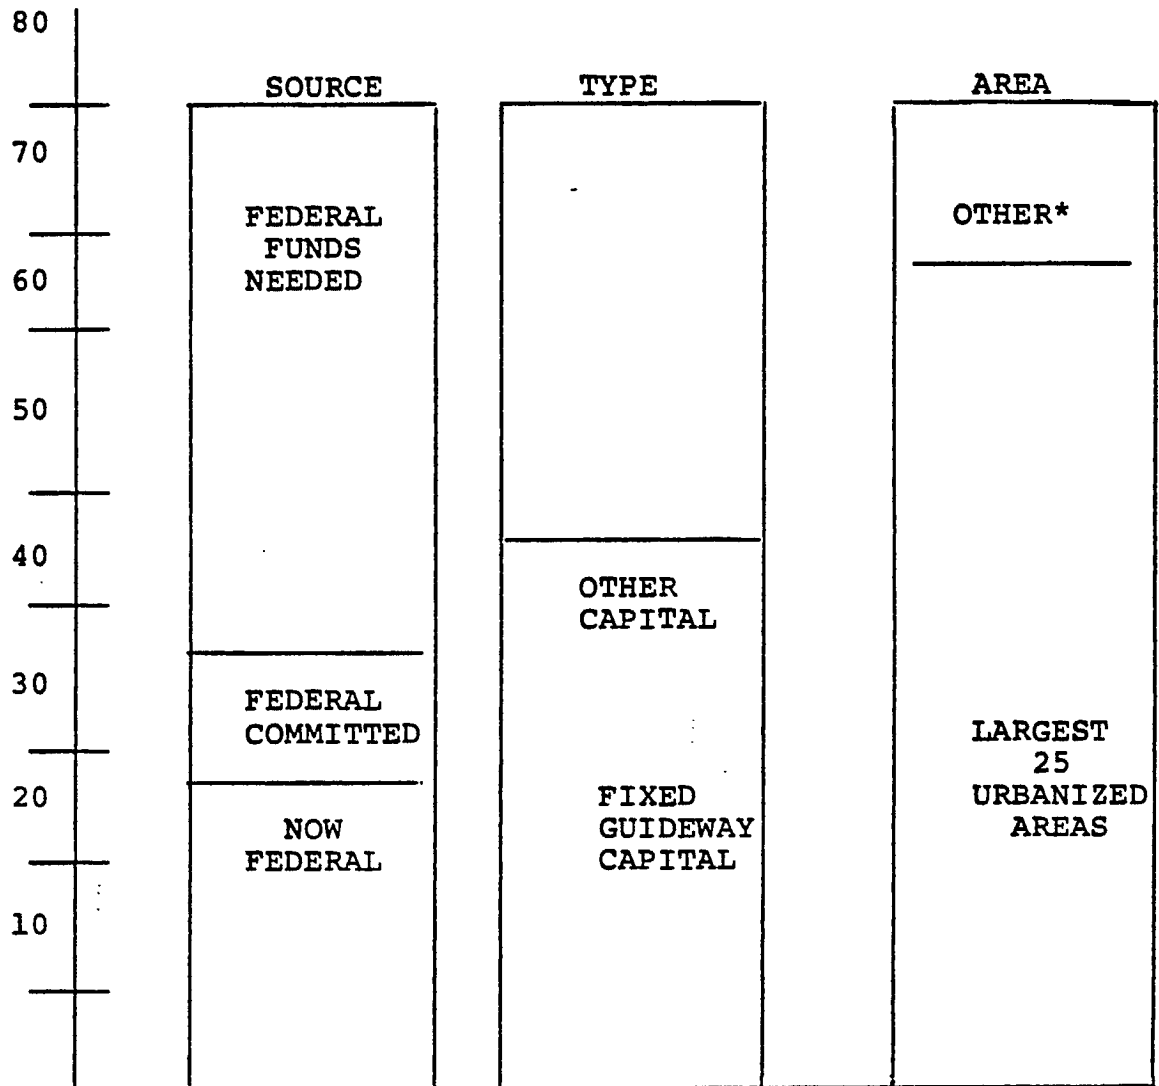 80
70
60
50
40
30
20
10
SOURCE
FEDERAL
FUNDS
NEEDED
FEDERAL
COMMITTED
NOW
FEDERAL
TYPE
OTHER
CAPITAL
FIXED
GUIDEWAY
CAPITAL
AREA
OTHER*
LARGEST
25
URBANIZED
AREAS